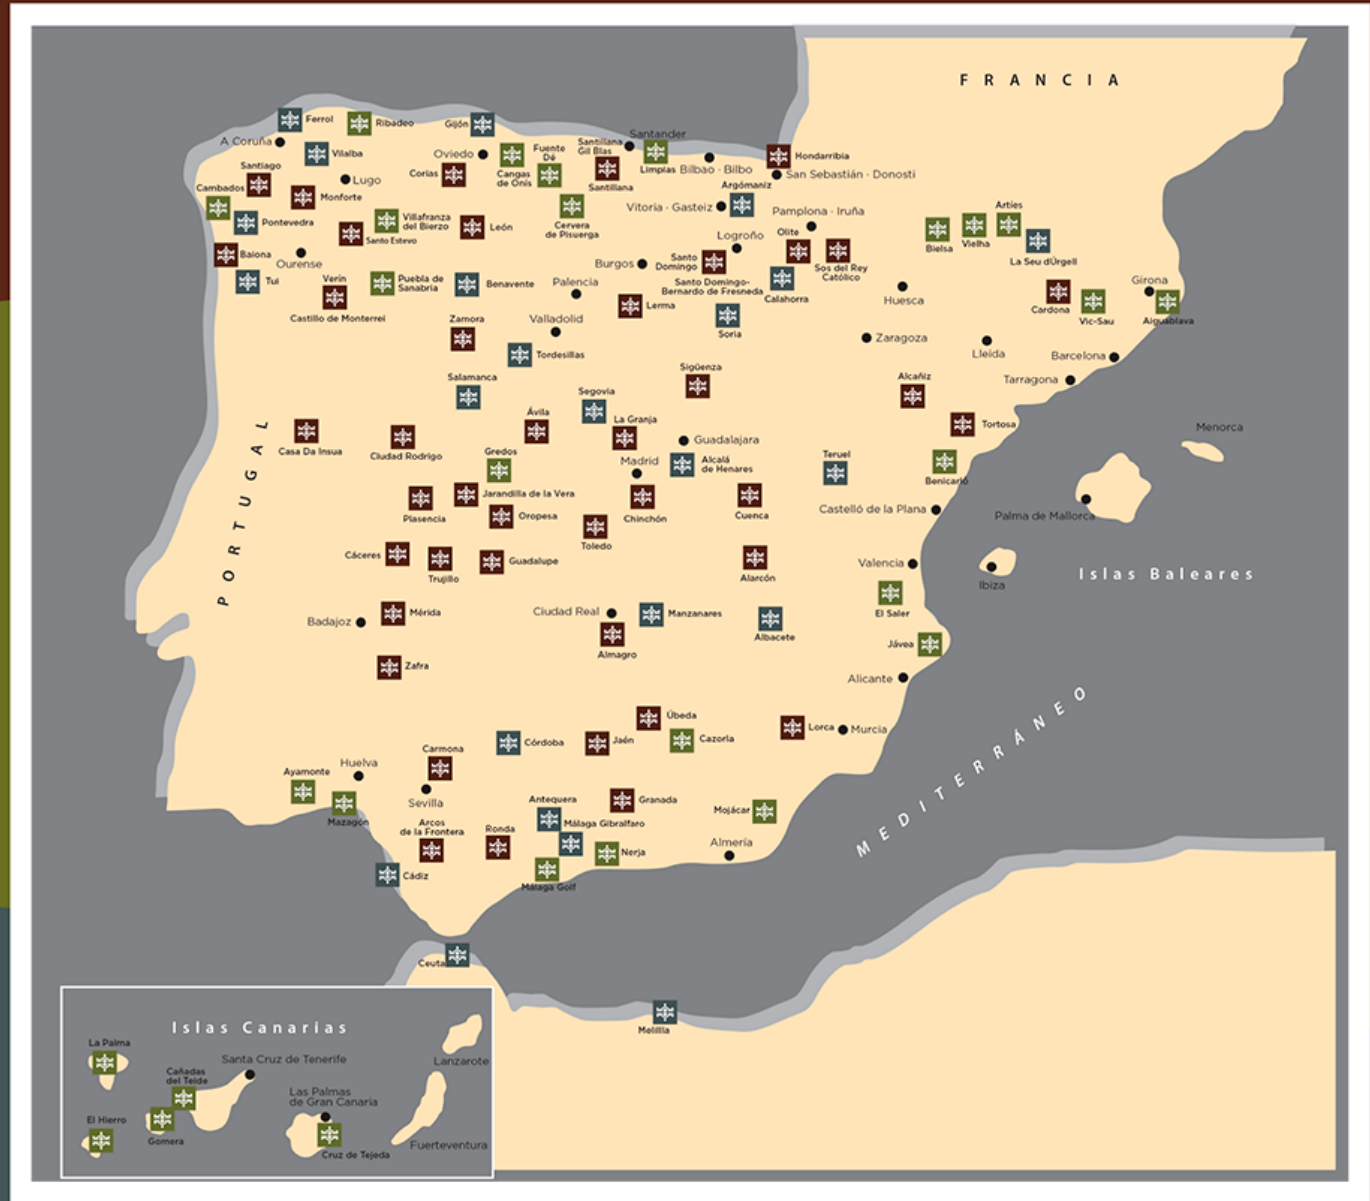 FRANCIA
Ferrol
Ribadeo
Gijón
A Coruña
Vilalba
Oviedo
Fuente
Dé
Santillana
Gil Blas
Santander
Limpias
Bilbao · Bilbo
Hondarribia
Santiago
Lugo
Corias
Cangas
de Onís
Santillana
San Sebastián · Donosti
Cambados
Monforte
Argómaniz
Pontevedra
Villafranza
del Bierzo
León
Cervera
de Pisuerga
Vitoria · Gasteiz
Pamplona · Iruña
Santo Estevo
Logroño
Olite
Bielsa
Vielha
Arties
La Seu dÚrgell
Baiona
Ourense
Burgos
Santo
Domingo
Sos del Rey
Católico
Tui
Verín
Castillo de Monterrei
Puebla de
Sanabria
Benavente
Palencia
Santo Domingo-
Bernardo de Fresneda
Calahorra
Huesca
Girona
Lerma
Soria
Cardona
Vic-Sau
Aiguablava
Zamora
Valladolid
Tordesillas
Zaragoza
Lleida
Barcelona
Salamanca
Sigüenza
Alcañiz
Tarragona
Segovia
Ávila
La Granja
Tortosa
Menorca
PORTUGAL
Casa Da Insua
Ciudad Rodrigo
Gredos
Guadalajara
Madrid
Alcalá
de Henares
Teruel
Benicarló
Jarandilla de la Vera
Plasencia
Oropesa
Chinchón
Cuenca
Castelló de la Plana
Palma de Mallorca
Toledo
Cáceres
Trujillo
Guadalupe
Alarcón
Valencia
Ibiza
Islas Baleares
Mérida
Badajoz
Ciudad Real
Manzanares
Albacete
El Saler
Almagro
Jávea
Zafra
Alicante
MEDITERRÁNEO
Úbeda
Lorca
Murcia
Córdoba
Jaén
Cazorla
Carmona
Huelva
Ayamonte
Sevilla
Mazagón
Antequera
Granada
Mojácar
Arcos
de la Frontera
Ronda
Málaga Gibralfaro
Nerja
Almería
Cádiz
Málaga Golf
Ceuta
Melillla
Islas Canarias
La Palma
Santa Cruz de Tenerife
Lanzarote
Cañadas
del Teide
Las Palmas
de Gran Canaria
El Hierro
Gomera
Cruz de Tejeda
Fuerteventura